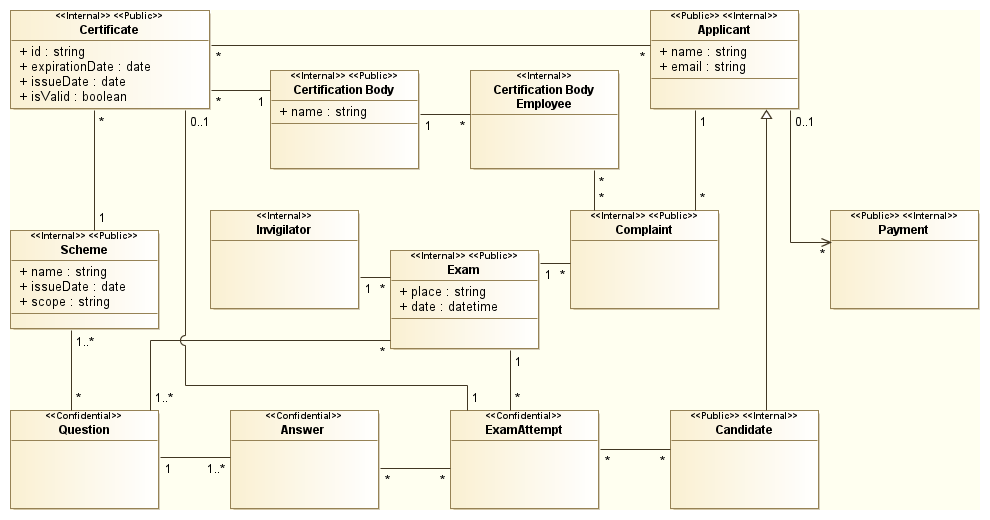 <<Internal>> <<Public>>
Certificate
+ id : string
+ expirationDate : date
+ issueDate : date
+ isValid : boolean
<<Public>> <<Internal>>
Applicant
+ name : string
+ email : string
*
*
<<Internal>> <<Public>>
Certification Body
+ name : string
<<Internal>>
Certification Body
Employee
*
1
1
*
*
0..1
1
0..1
*
*
1
*
<<Internal>> <<Public>>
Scheme
+ name : string
+ issueDate : date
+ scope : string
<<Internal>>
Invigilator
<<Internal>> <<Public>>
Exam
+ place : string
+ date : datetime
<<Internal>> <<Public>>
Complaint
<<Public>> <<Internal>>
Payment
*
1
*
1
*
1..*
*
1
*
1..*
1
*
<<Confidential>>
Question
<<Confidential>>
Answer
<<Confidential>>
ExamAttempt
<<Public>> <<Internal>>
Candidate
1
1..*
*
*
*
*